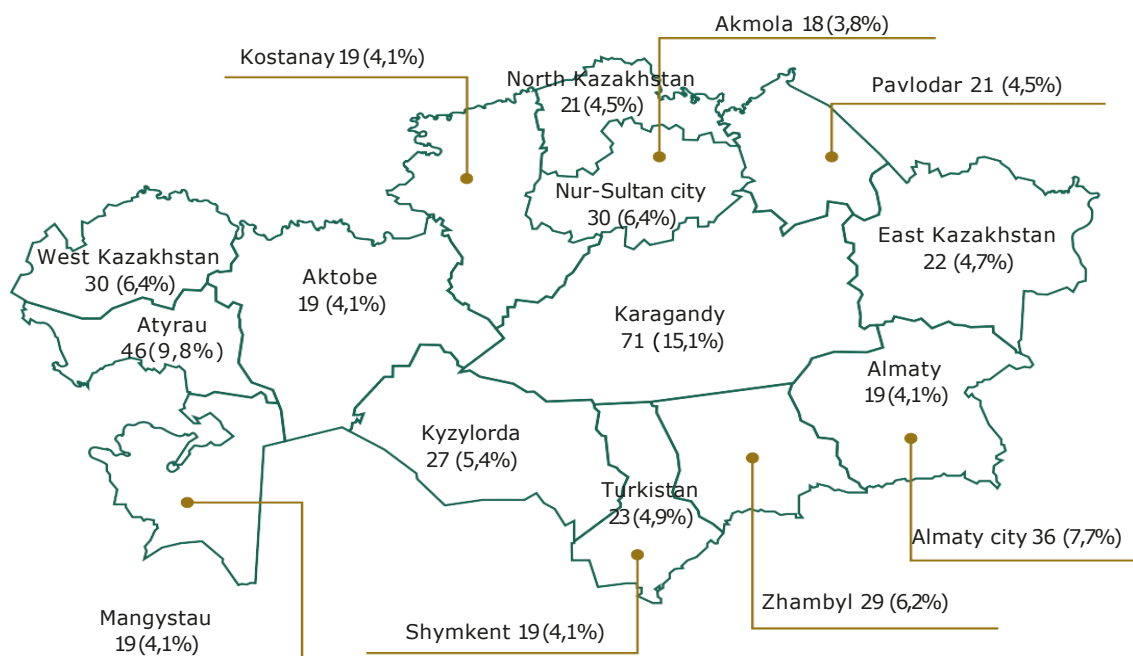 Akmola 18 (3,8%)
Kostanay 19 (4,1%)
North Kazakhstan
21 (4,5%)
Pavlodar 21 (4,5%)
Nur-Sultan city
30 (6,4%)
East Kazakhstan
22 (4,7%)
West Kazakhstan
30 (6,4%)
Aktobe
19 (4,1%)
Atyrau
46 (9,8%)
Karagandy
71 (15,1%)
Almaty
19 (4,1%)
Kyzylorda
27 (5,4%)
Turkistan
23 (4,9%)
Almaty city 36 (7,7%)
Zhambyl 29 (6,2%)
Mangystau
19 (4,1%)
Shymkent 19 (4,1%)